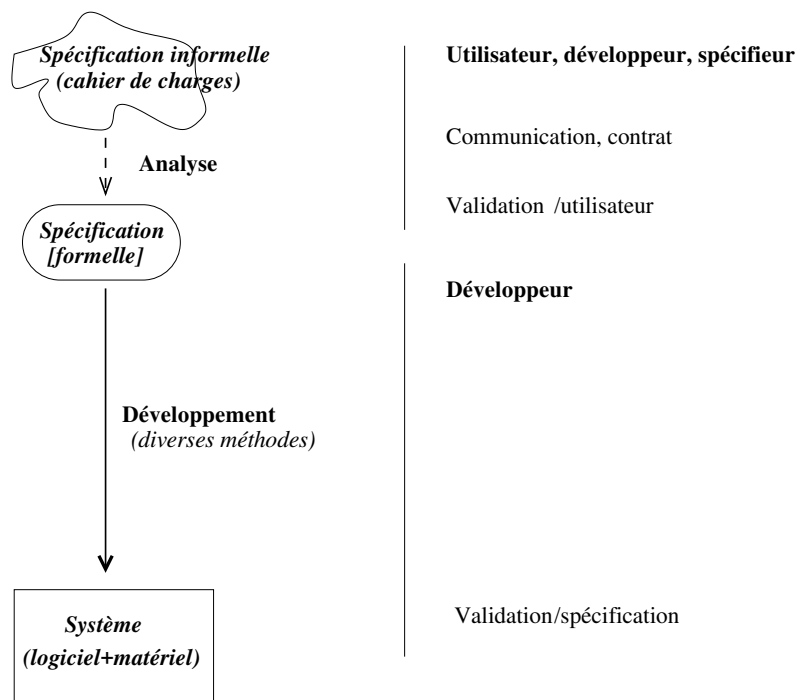 Spécification informelle
(cahier de charges)
Utilisateur, développeur, spécifieur
Communication, contrat
Analyse
Validation /utilisateur
Spécification
[formelle]
Développeur
Développement
(diverses méthodes)
Validation/spécification
Système
(logiciel+matériel)